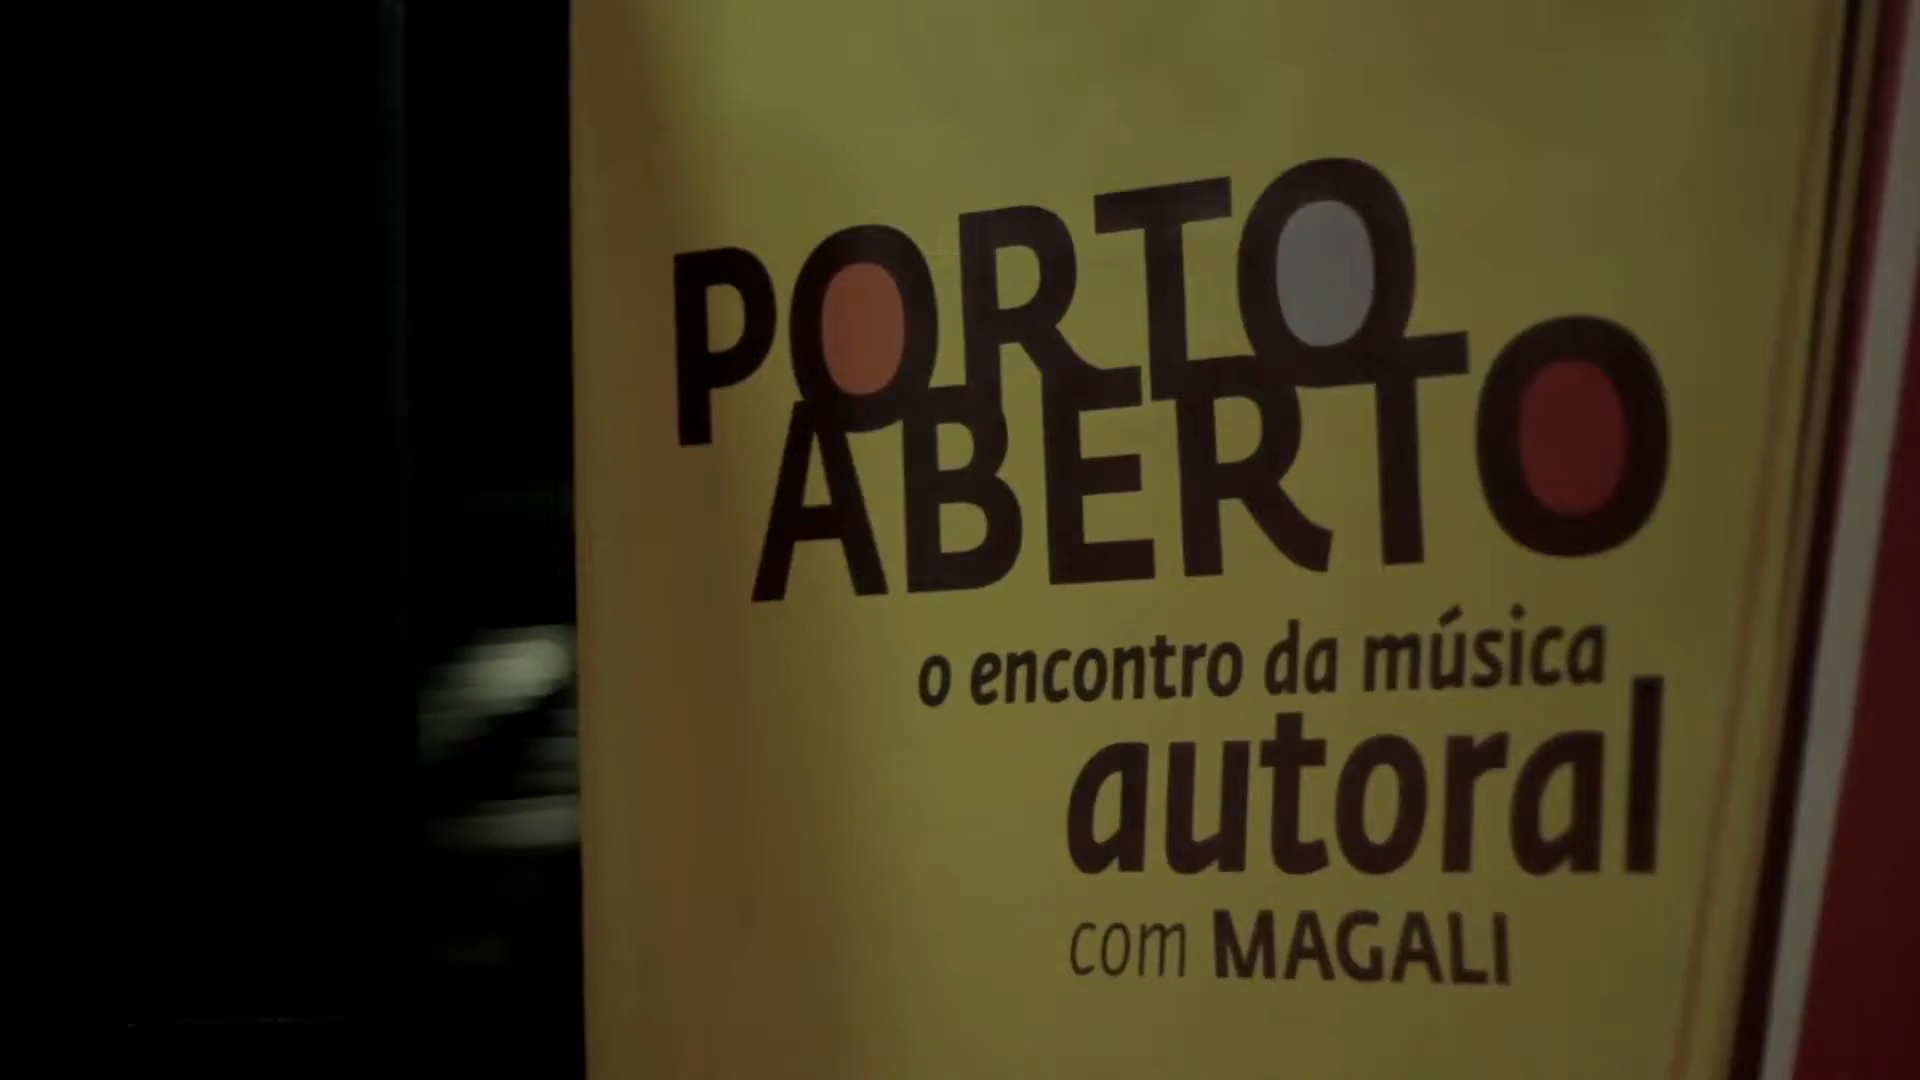 PORTO
ABERTO
o encontro da música
autoral
com MAGALI